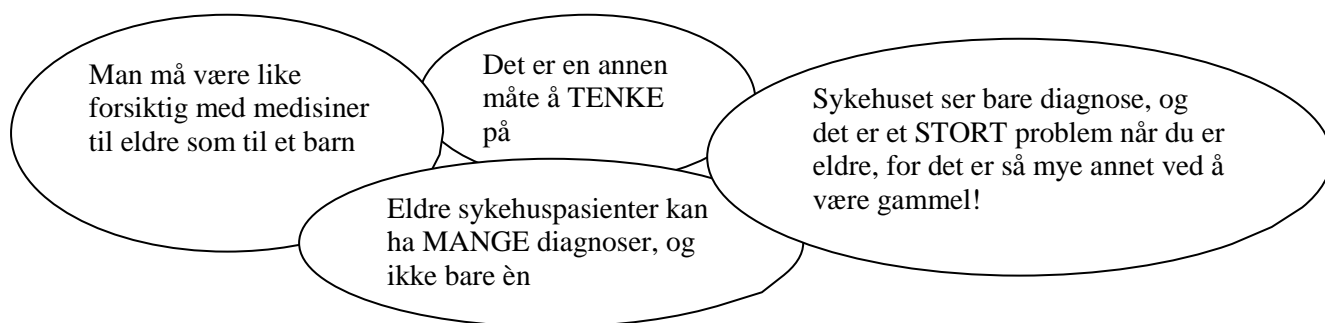 Man må være like
forsiktig med medisiner
til eldre som til et barn
Det er en annen
måte å TENKE
på
Sykehuset ser bare diagnose, og
det er et STORT problem når du er
eldre, for det er så mye annet ved å
være gammel!
Eldre sykehuspasienter kan
ha MANGE diagnoser, og
ikke bare èn